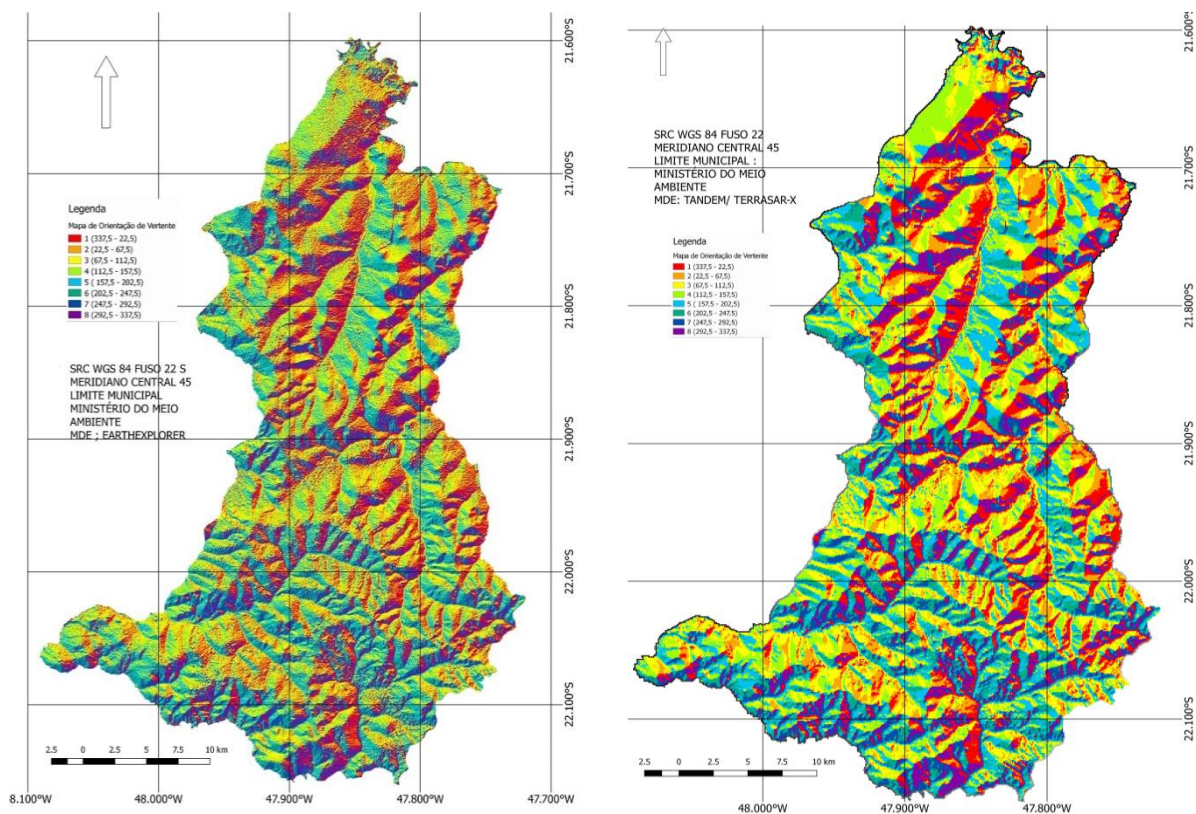 21.600°S
21.700°S
Legenda
Mapa de Orientação de Vertente
1 (337,5 - 22,5)
2 (22,5 - 67,5)
3 (67,5 - 112,5)
4 (112,5 - 157,5)
5 ( 157,5 - 202,5)
6 (202,5 - 247,5)
7 (247,5 - 292,5)
8 (292,5 - 337,5)
21.800°S
SRC WGS 84 FUSO 22 S
MERIDIANO CENTRAL 45
LIMITE MUNICIPAL
MINISTÉRIO DO MEIO
AMBIENTE
MDE ; EARTHEXPLORER
21.900°S
22.000°S
22.100°S
2.5 0 2.5 5 7.5 10 km
8.100°W 48.000°W 47.900°W 47.800°W 47.700°W
21.600°S
SRC WGS 84 FUSO 22
MERIDIANO CENTRAL 45
LIMITE MUNICIPAL :
MINISTÉRIO DO MEIO
AMBIENTE
MDE: TANDEM/ TERRASAR-X
21.700°S
Legenda
Mapa de Orientação de Vertente
1 (337,5 - 22,5)
2 (22,5 - 67,5)
3 (67,5 - 112,5)
4 (112,5 - 157,5)
5 ( 157,5 - 202,5)
6 (202,5 - 247,5)
7 (247,5 - 292,5)
8 (292,5 - 337,5)
21.800°S
21.900°S
22.000°S
22.100°S
2.5 0 2.5 5 7.5 10 km
48.000°W 47.900°W 47.800°W